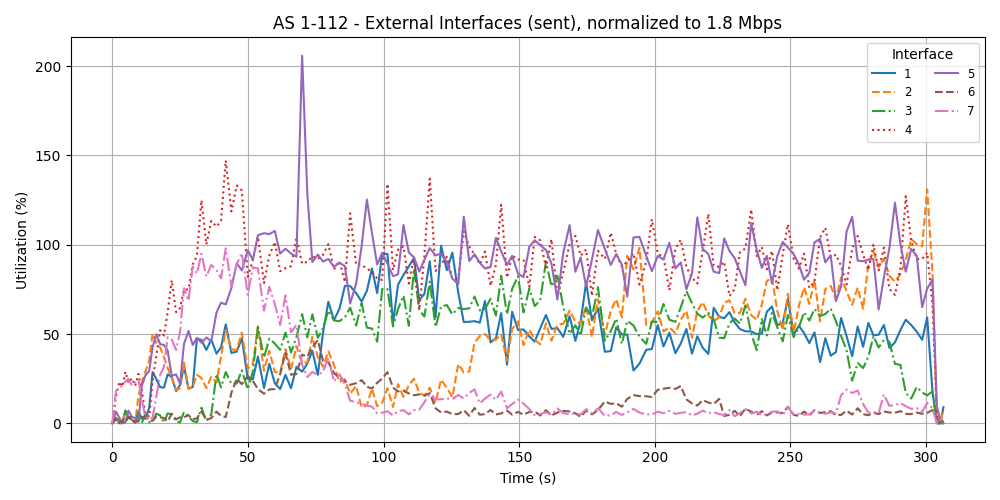 AS 1-112 - External Interfaces (sent), normalized to 1.8 Mbps
Utilization (%)
200
150
100
50
0
0 50 100 150 200 250 300
Time (s)
Interface
1 5
2 6
3 7
4